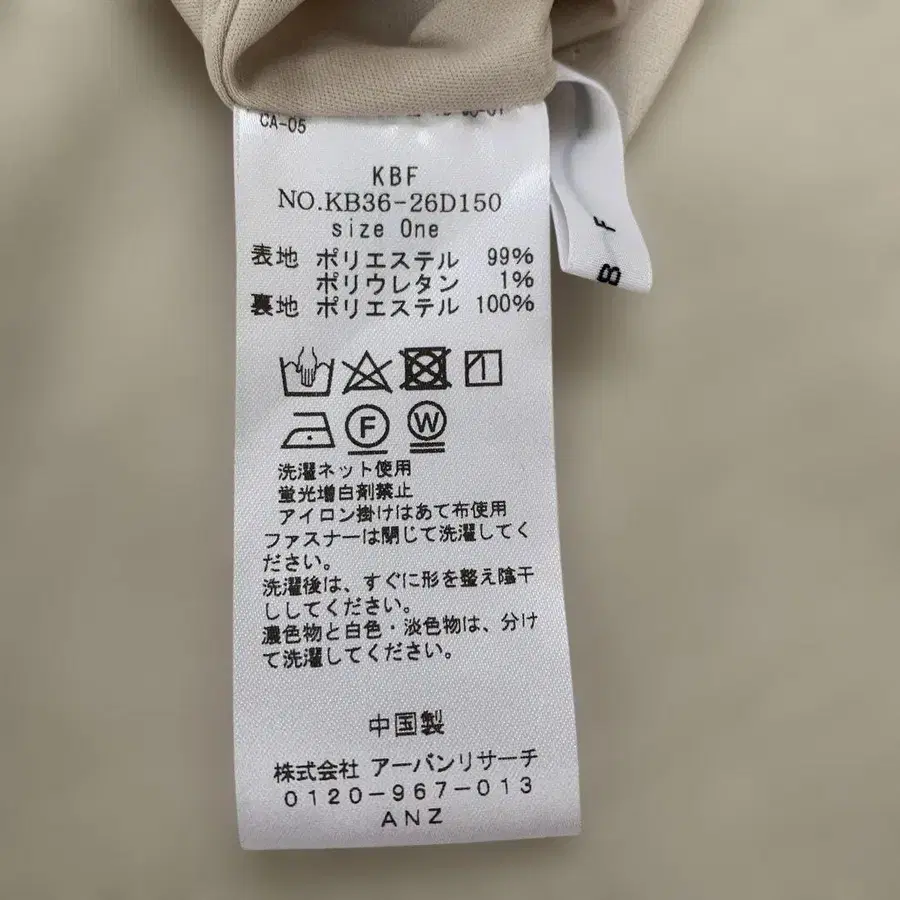 CA-05
KBF
NO.KB36-26D150
size One
表地 ポリエステル 99%
ポリウレタン 1%
裏地 ポリエステル 100%
F W
洗濯ネット使用
蛍光増白剤禁止
アイロン掛けはあて布使用
ファスナーは閉じて洗濯してく
ださい。
洗濯後は、すぐに形を整え陰干
ししてください。
濃色物と白色・淡色物は、分け
て洗濯してください。
中国製
株式会社 アーバンリサーチ
0120-967-013
ANZ
B F